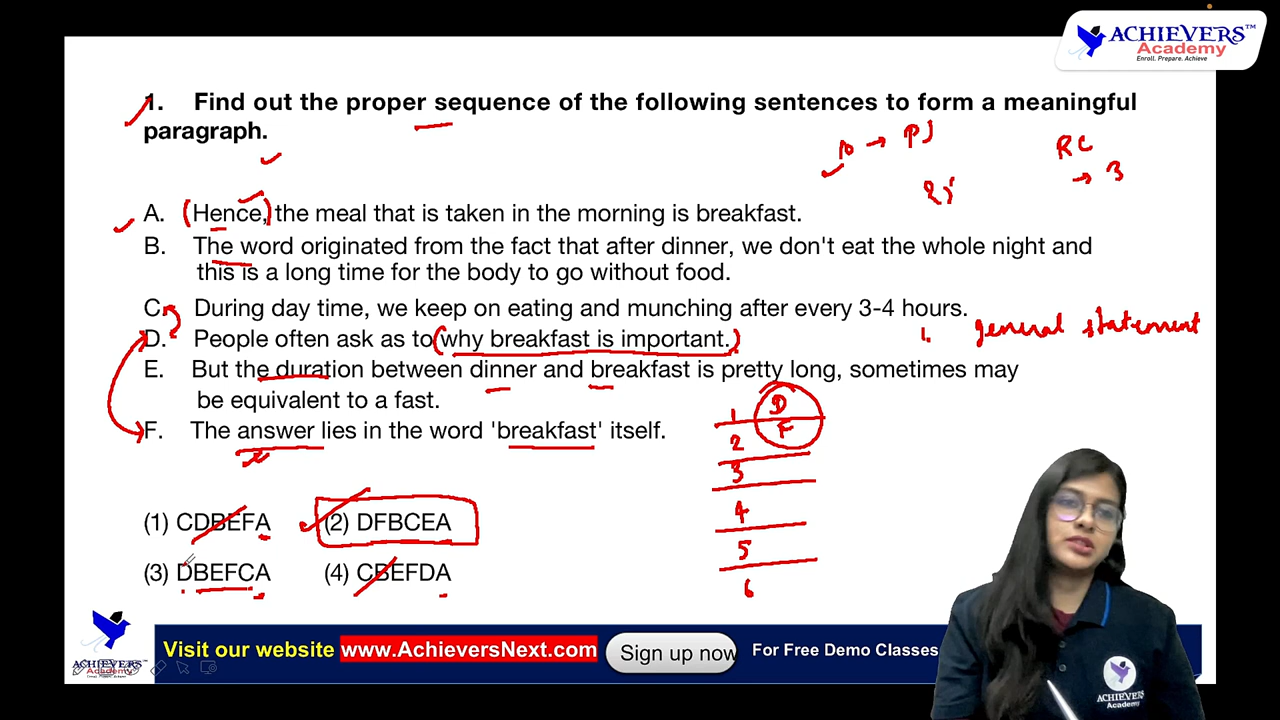 ACHIEVERS™
Academy
Enroll. Prepare. Achieve
1. Find out the proper sequence of the following sentences to form a meaningful
paragraph.
10 → PJ
RC
→ 3
A. (Hence,) the meal that is taken in the morning is breakfast.
B. The word originated from the fact that after dinner, we don't eat the whole night and
this is a long time for the body to go without food.
C. During day time, we keep on eating and munching after every 3-4 hours.
1. general statement
D. People often ask as to (why breakfast is important.)
E. But the duration between dinner and breakfast is pretty long, sometimes may
be equivalent to a fast.
F. The answer lies in the word 'breakfast' itself.
1 D
2 F
3
4
5
6
(1) CDBEFA (2) DFBCEA
(3) DBEFCA (4) CBEFDA
ACHIEVERS
Academy
Visit our website www.AchieversNext.com Sign up now For Free Demo Classes
ACHIEVERS
Academy